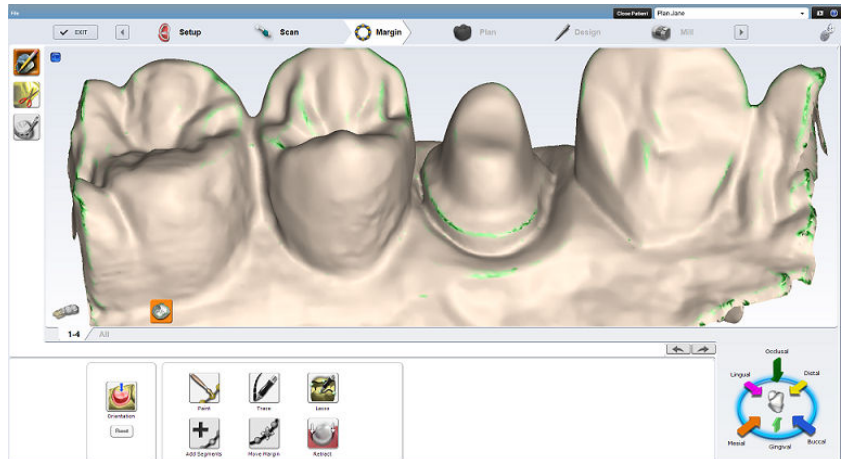 File
Close Patient
Plan Jane
EXIT
Setup
Scan
Margin
Plan
Design
Mill
1-4
All
Orientation
Reset
Paint
Trace
Lasso
Add Segments
Move Margin
Retract
Occlusal
Lingual
Distal
Mesial
Buccal
Gingival